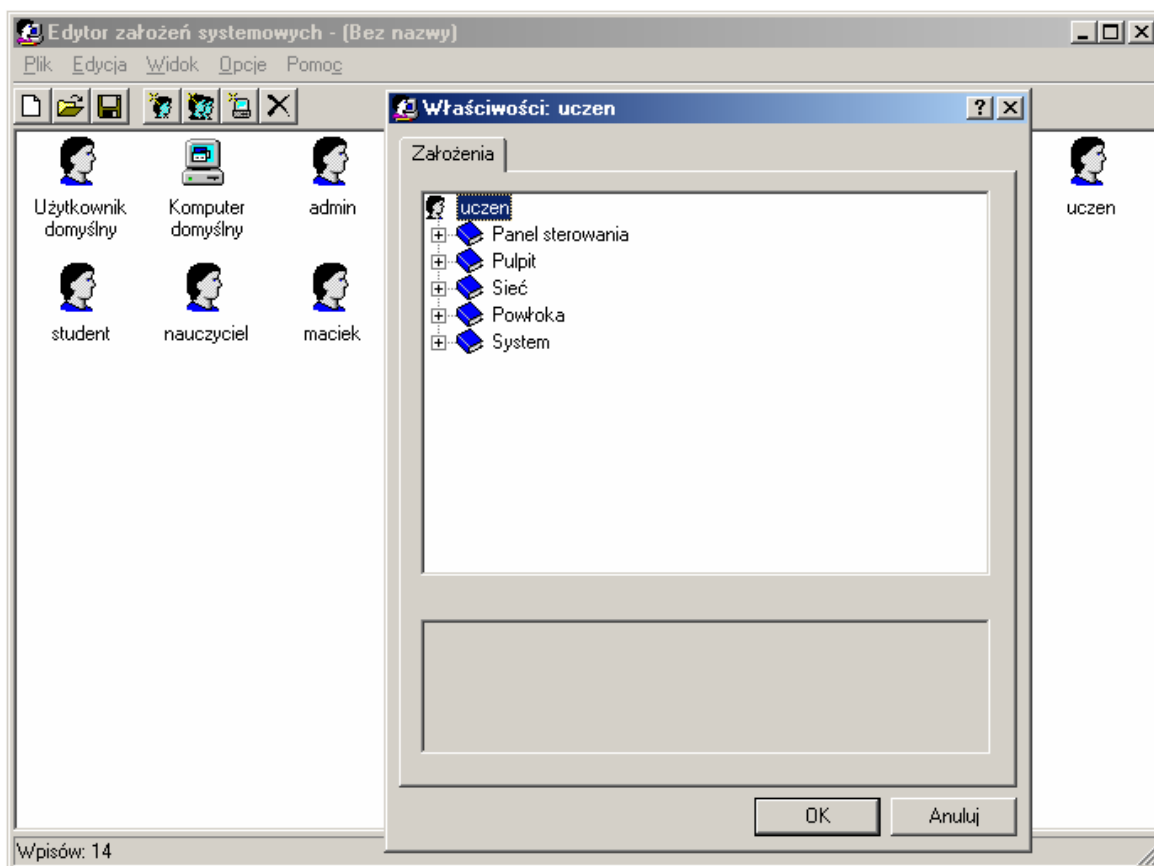 Edytor założeń systemowych - (Bez nazwy)
Plik Edycja Widok Opcje Pomoc
Właściwości: uczen
Założenia
uczen
Panel sterowania
Pulpit
Sieć
Powłoka
System
OK Anuluj
Użytkownik
domyślny
Komputer
domyślny
admin
uczen
student
nauczyciel
maciek
Wpisów: 14